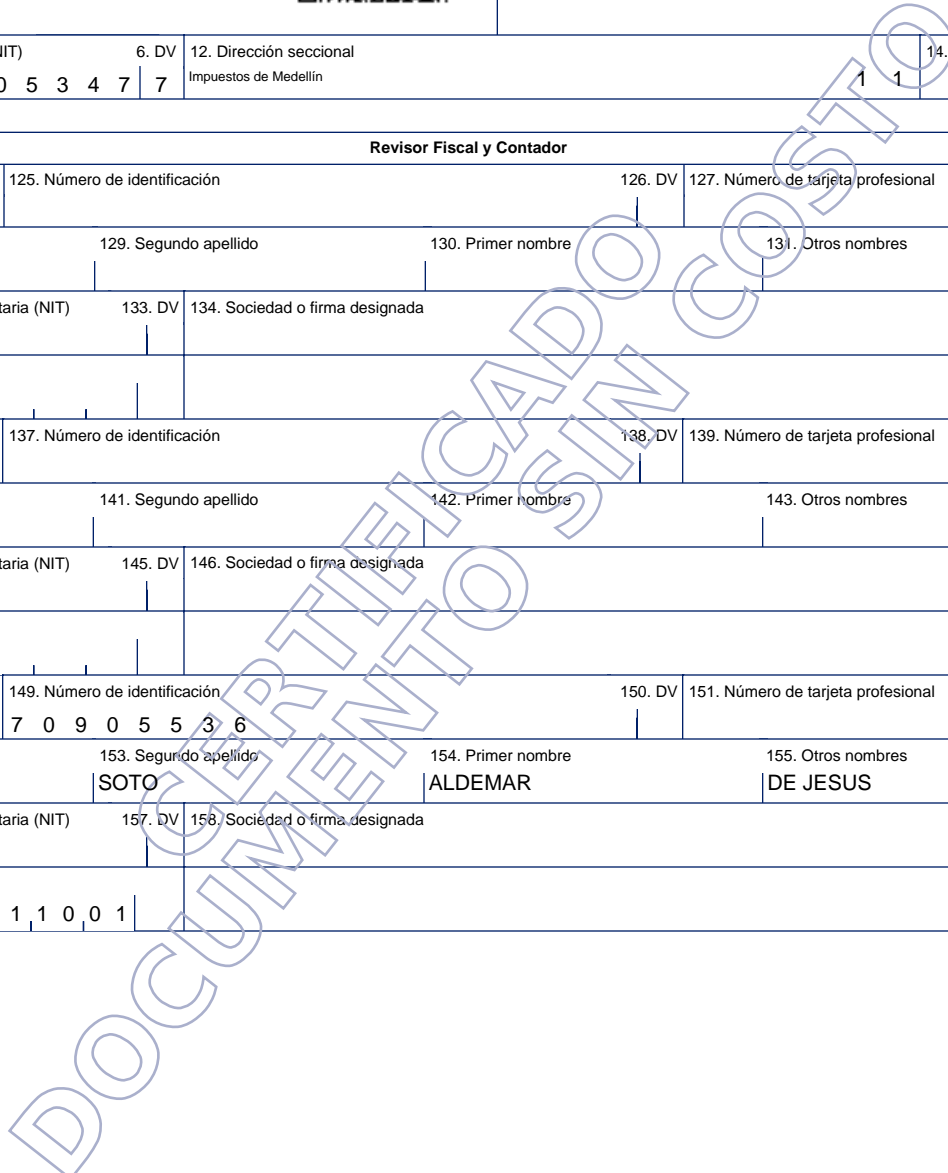 IT) 6. DV 12. Dirección seccional 14.
0 5 3 4 7 7 Impuestos de Medellín 1 1
Revisor Fiscal y Contador
125. Número de identificación 126. DV 127. Número de tarjeta profesional
129. Segundo apellido 130. Primer nombre 131. Otros nombres
taria (NIT) 133. DV 134. Sociedad o firma designada
137. Número de identificación 138. DV 139. Número de tarjeta profesional
141. Segundo apellido 142. Primer nombre 143. Otros nombres
taria (NIT) 145. DV 146. Sociedad o firma designada
149. Número de identificación 150. DV 151. Número de tarjeta profesional
7 0 9 0 5 5 3 6
153. Segundo apellido 154. Primer nombre 155. Otros nombres
SOTO ALDEMAR DE JESUS
taria (NIT) 157. DV 158. Sociedad o firma designada
1 1 0 0 1
CERTIFICADO
DOCUMENTO SIN COSTO